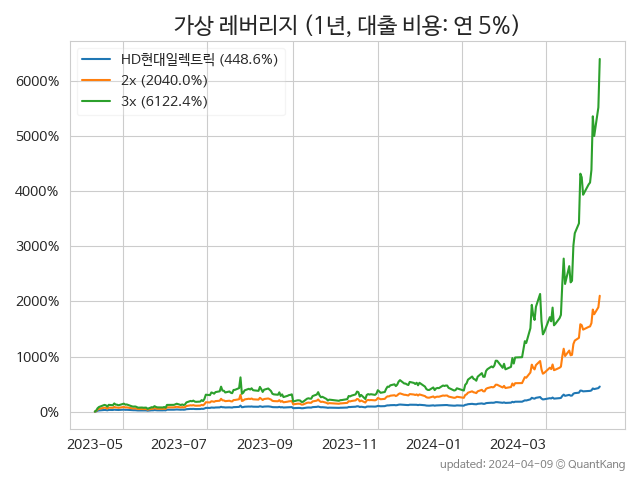 가상 레버리지 (1년, 대출 비용: 연 5%)
HD현대일렉트릭 (448.6%)
2x (2040.0%)
3x (6122.4%)
6000%
5000%
4000%
3000%
2000%
1000%
0%
2023-05 2023-07 2023-09 2023-11 2024-01 2024-03
updated: 2024-04-09 © QuantKang